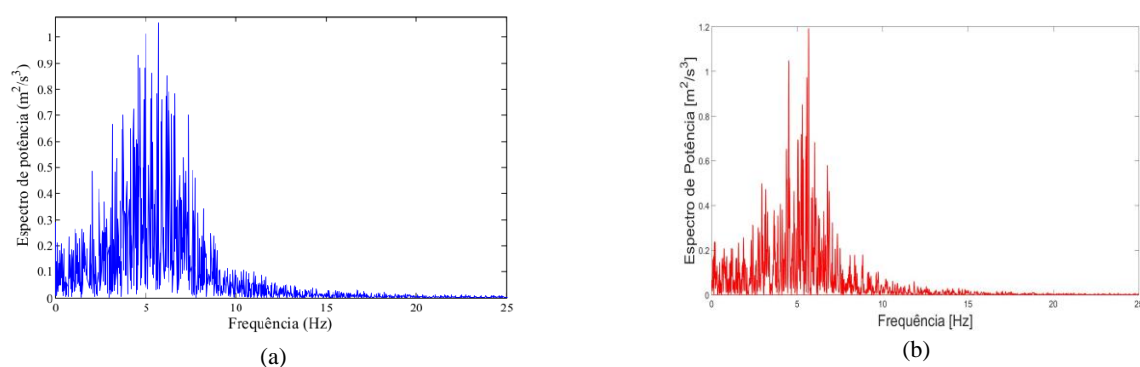 Espectro de potência (m²/s³)
1
0.9
0.8
0.7
0.6
0.5
0.4
0.3
0.2
0.1
0
0 5 10 15 20 25
Frequência (Hz)
(a)
Espectro de Potência [m²/s³]
1.2
1
0.8
0.6
0.4
0.2
0
0 5 10 15 20 25
Frequência [Hz]
(b)